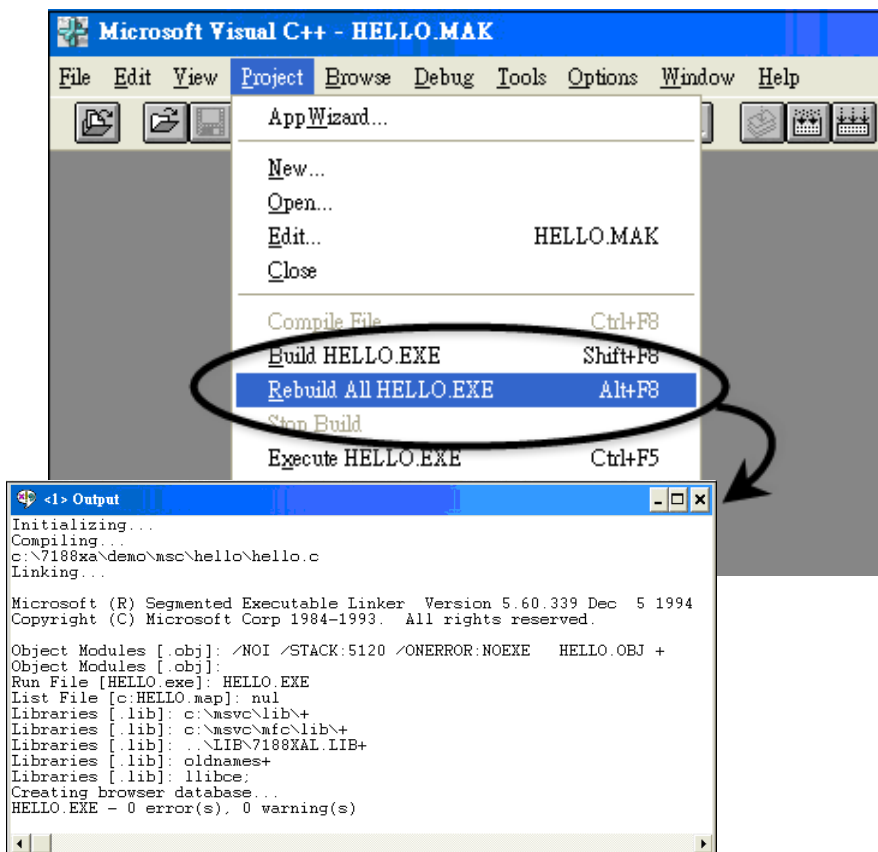 Microsoft Visual C++ - HELLO.MAK
File Edit View Project Browse Debug Tools Options Window Help
AppWizard...
New...
Open...
Edit... HELLO.MAK
Close
Compile File Ctrl+F8
Build HELLO.EXE Shift+F8
Rebuild All HELLO.EXE Alt+F8
Stop Build
Execute HELLO.EXE Ctrl+F5
<1> Output
Initializing...
Compiling...
c:\7188xa\demo\msc\hello\hello.c
Linking...
Microsoft (R) Segmented Executable Linker Version 5.60.339 Dec 5 1994
Copyright (C) Microsoft Corp 1984-1993. All rights reserved.
Object Modules [.obj]: /NOI /STACK:5120 /ONERROR:NOEXE HELLO.OBJ +
Object Modules [.obj]:
Run File [HELLO.exe]: HELLO.EXE
List File [c:HELLO.map]: nul
Libraries [.lib]: c:\msvc\lib\+
Libraries [.lib]: c:\msvc\mfc\lib\+
Libraries [.lib]: ..\LIB\7188XAL.LIB+
Libraries [.lib]: oldnames+
Libraries [.lib]: llibce;
Creating browser database...
HELLO.EXE - 0 error(s), 0 warning(s)